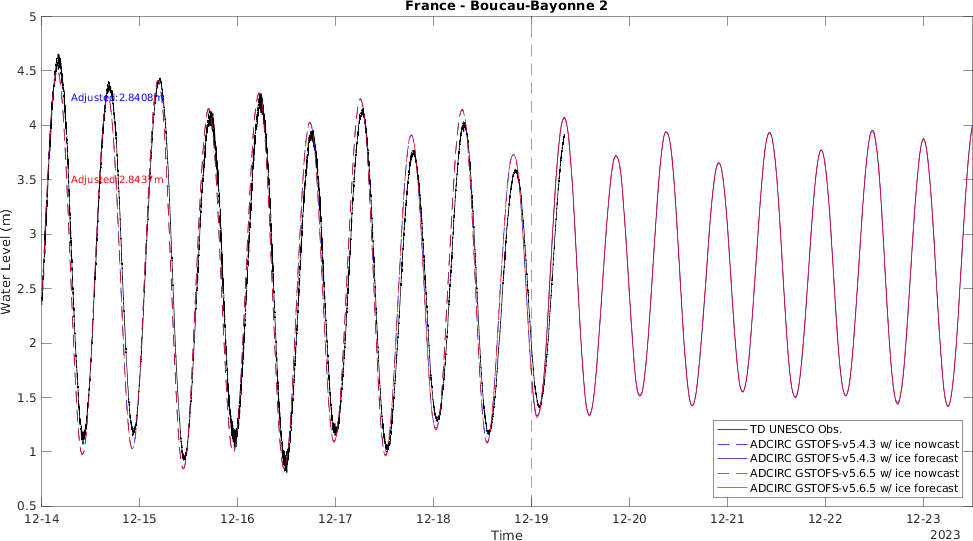 France - Boucau-Bayonne 2
5
4.5
4
3.5
3
2.5
2
1.5
1
0.5
Water Level (m)
Adjusted:2.8408m
Adjusted:2.8437m
TD UNESCO Obs.
ADCIRC GSTOFS-v5.4.3 w/ ice nowcast
ADCIRC GSTOFS-v5.4.3 w/ ice forecast
ADCIRC GSTOFS-v5.6.5 w/ ice nowcast
ADCIRC GSTOFS-v5.6.5 w/ ice forecast
12-14 12-15 12-16 12-17 12-18 12-19 12-20 12-21 12-22 12-23
Time
2023